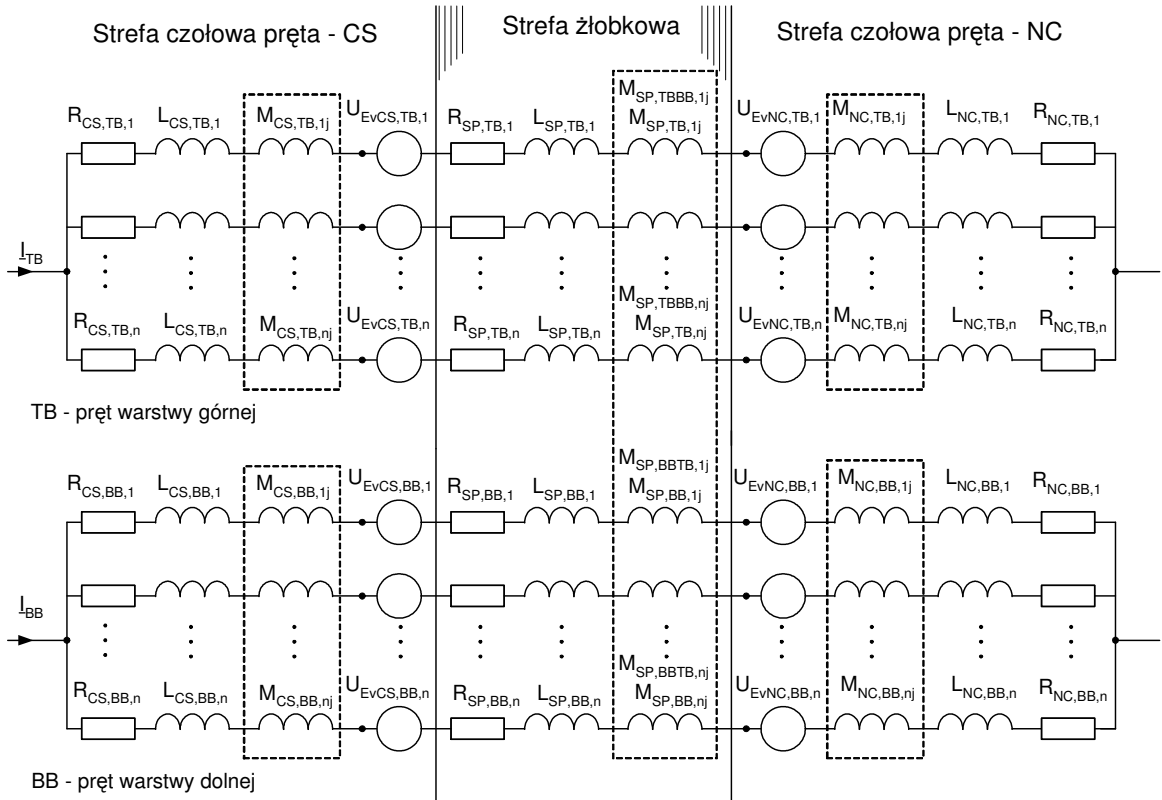 Strefa czołowa pręta - CS
Strefa żłobkowa
Strefa czołowa pręta - NC
R_CS,TB,1
L_CS,TB,1
M_CS,TB,1j
U_EvCS,TB,1
R_SP,TB,1
L_SP,TB,1
M_SP,TBBB,1j
M_SP,TB,1j
U_EvNC,TB,1
M_NC,TB,1j
L_NC,TB,1
R_NC,TB,1
I_TB
R_CS,TB,n
L_CS,TB,n
M_CS,TB,nj
U_EvCS,TB,n
R_SP,TB,n
L_SP,TB,n
M_SP,TBBB,nj
M_SP,TB,nj
U_EvNC,TB,n
M_NC,TB,nj
L_NC,TB,n
R_NC,TB,n
TB - pręt warstwy górnej
R_CS,BB,1
L_CS,BB,1
M_CS,BB,1j
U_EvCS,BB,1
R_SP,BB,1
L_SP,BB,1
M_SP,BBTB,1j
M_SP,BB,1j
U_EvNC,BB,1
M_NC,BB,1j
L_NC,BB,1
R_NC,BB,1
I_BB
R_CS,BB,n
L_CS,BB,n
M_CS,BB,nj
U_EvCS,BB,n
R_SP,BB,n
L_SP,BB,n
M_SP,BBTB,nj
M_SP,BB,nj
U_EvNC,BB,n
M_NC,BB,nj
L_NC,BB,n
R_NC,BB,n
BB - pręt warstwy dolnej